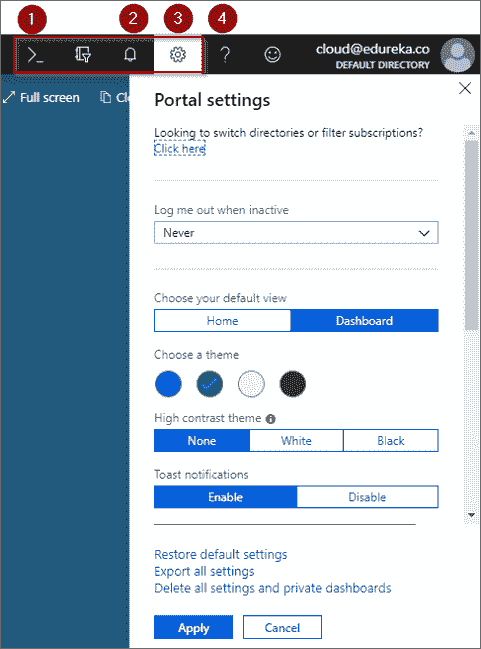 1 2 3 4
cloud@edureka.co
DEFAULT DIRECTORY
Full screen
Portal settings
Looking to switch directories or filter subscriptions?
Click here
Log me out when inactive
Never
Choose your default view
Home Dashboard
Choose a theme
High contrast theme
None White Black
Toast notifications
Enable Disable
Restore default settings
Export all settings
Delete all settings and private dashboards
Apply Cancel